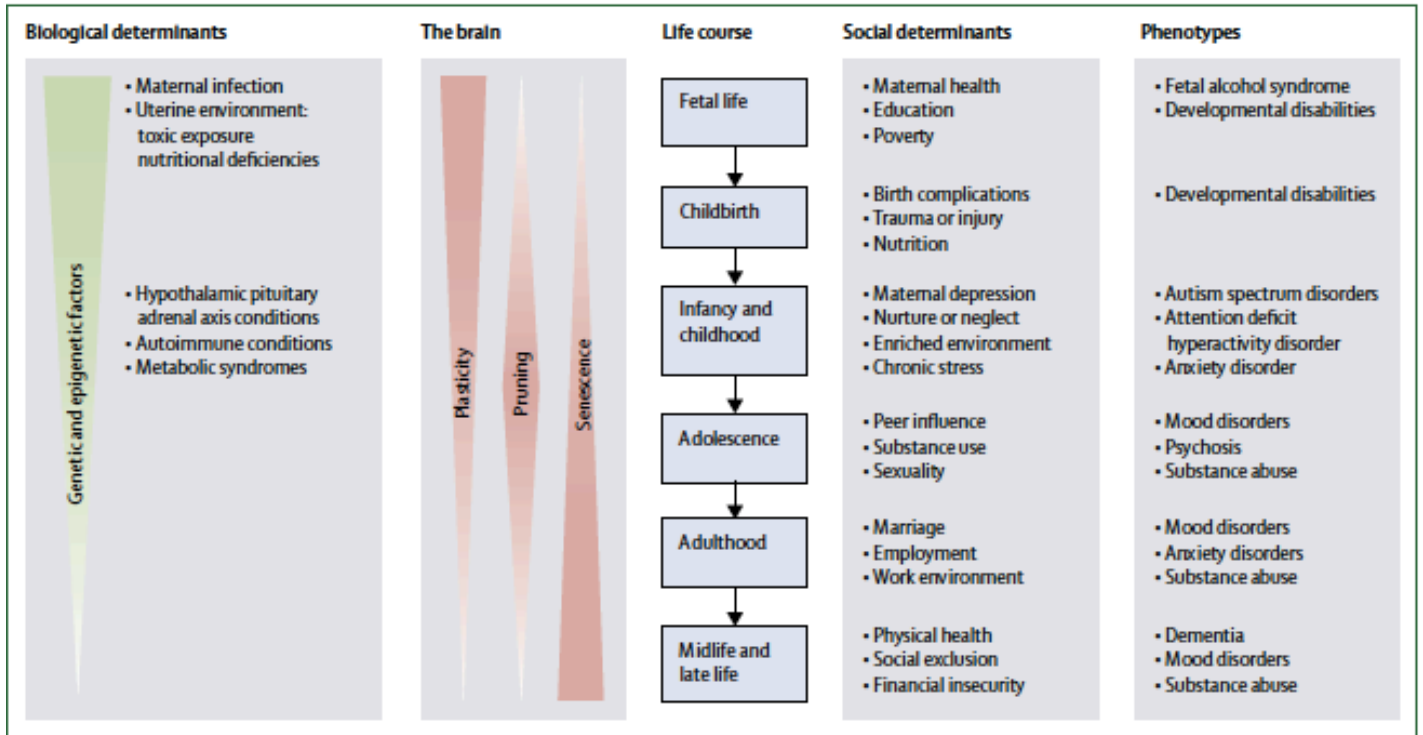 Biological determinants
The brain
Life course
Social determinants
Phenotypes
• Maternal infection
• Uterine environment:
toxic exposure
nutritional deficiencies
• Hypothalamic pituitary
adrenal axis conditions
• Autoimmune conditions
• Metabolic syndromes
Genetic and epigenetic factors
Plasticity
Pruning
Senescence
Fetal life
Childbirth
Infancy and
childhood
Adolescence
Adulthood
Midlife and
late life
• Maternal health
• Education
• Poverty
• Birth complications
• Trauma or injury
• Nutrition
• Maternal depression
• Nurture or neglect
• Enriched environment
• Chronic stress
• Peer influence
• Substance use
• Sexuality
• Marriage
• Employment
• Work environment
• Physical health
• Social exclusion
• Financial insecurity
• Fetal alcohol syndrome
• Developmental disabilities
• Developmental disabilities
• Autism spectrum disorders
• Attention deficit
hyperactivity disorder
• Anxiety disorder
• Mood disorders
• Psychosis
• Substance abuse
• Mood disorders
• Anxiety disorders
• Substance abuse
• Dementia
• Mood disorders
• Substance abuse